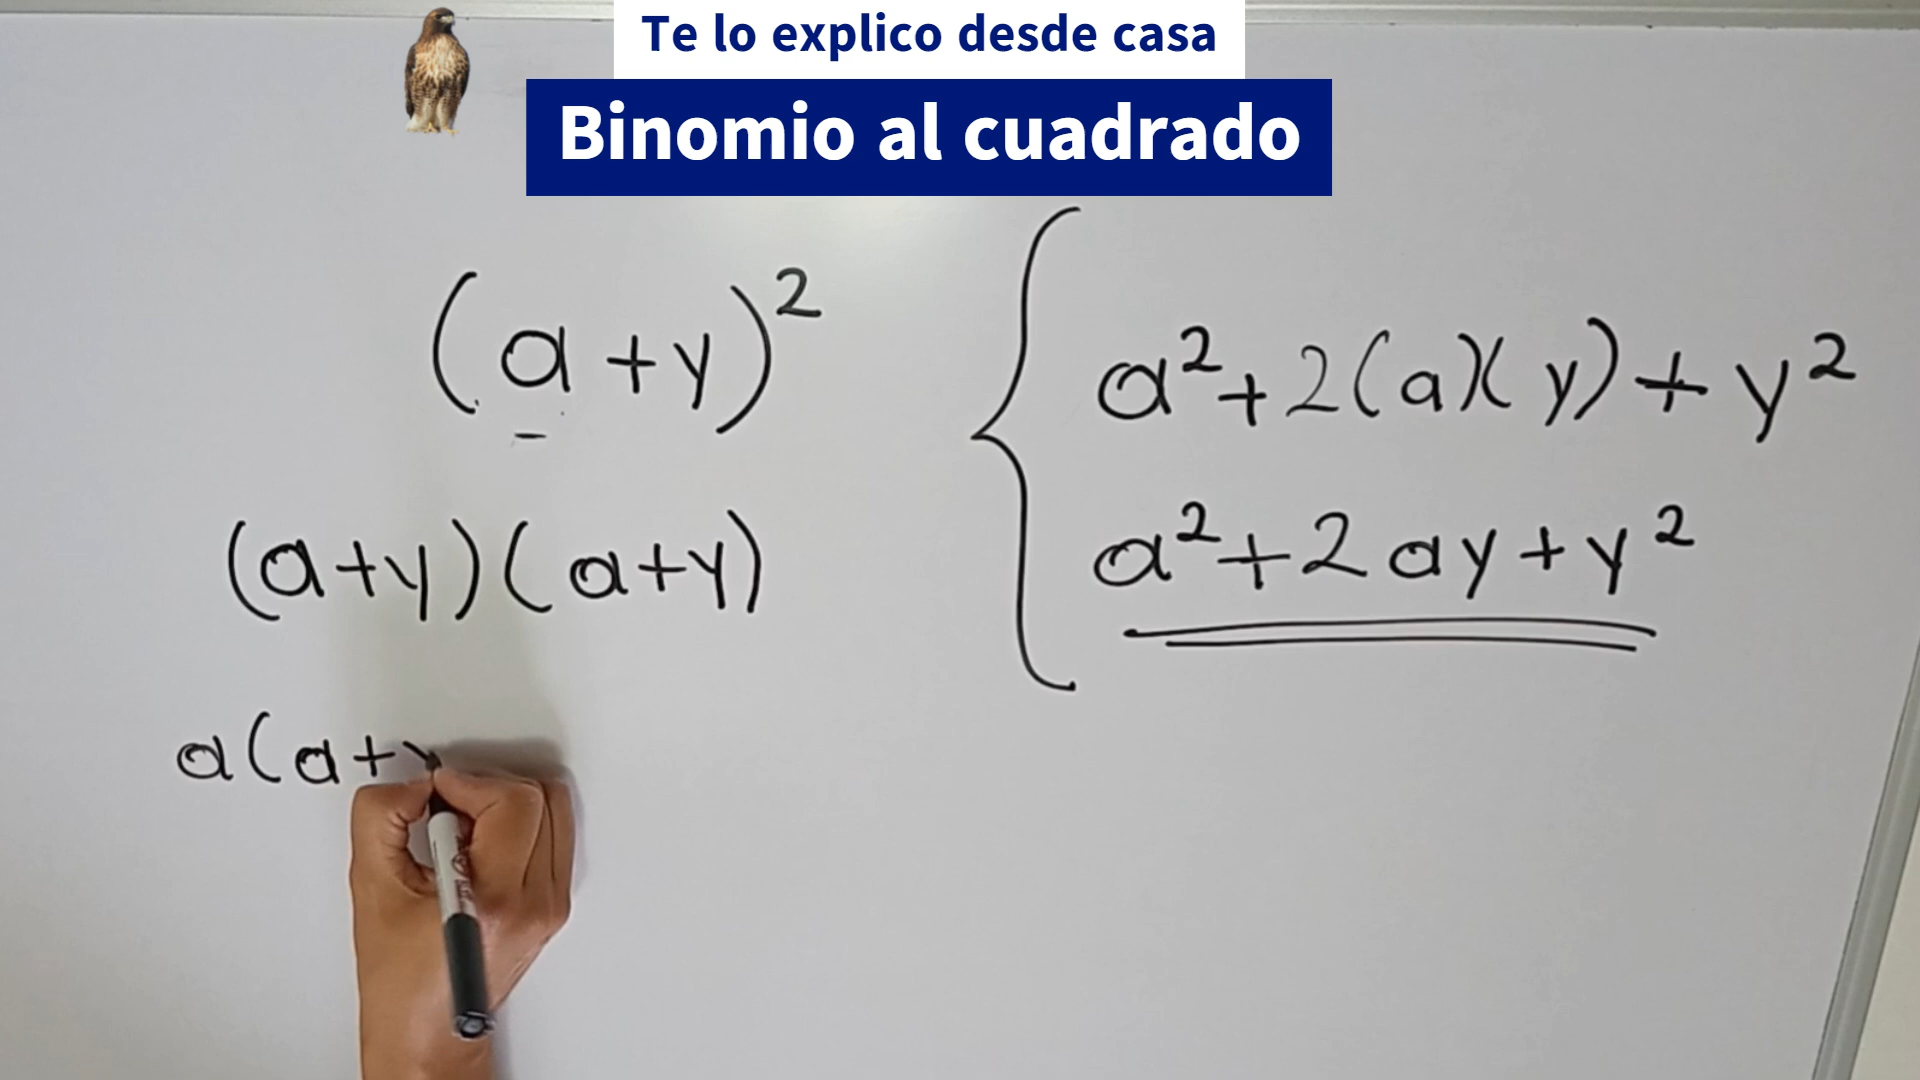 Te lo explico desde casa
Binomio al cuadrado
(a+y)²
(a+y)(a+y)
a(a+y
a²+2(a)(y)+y²
a²+2ay+y²